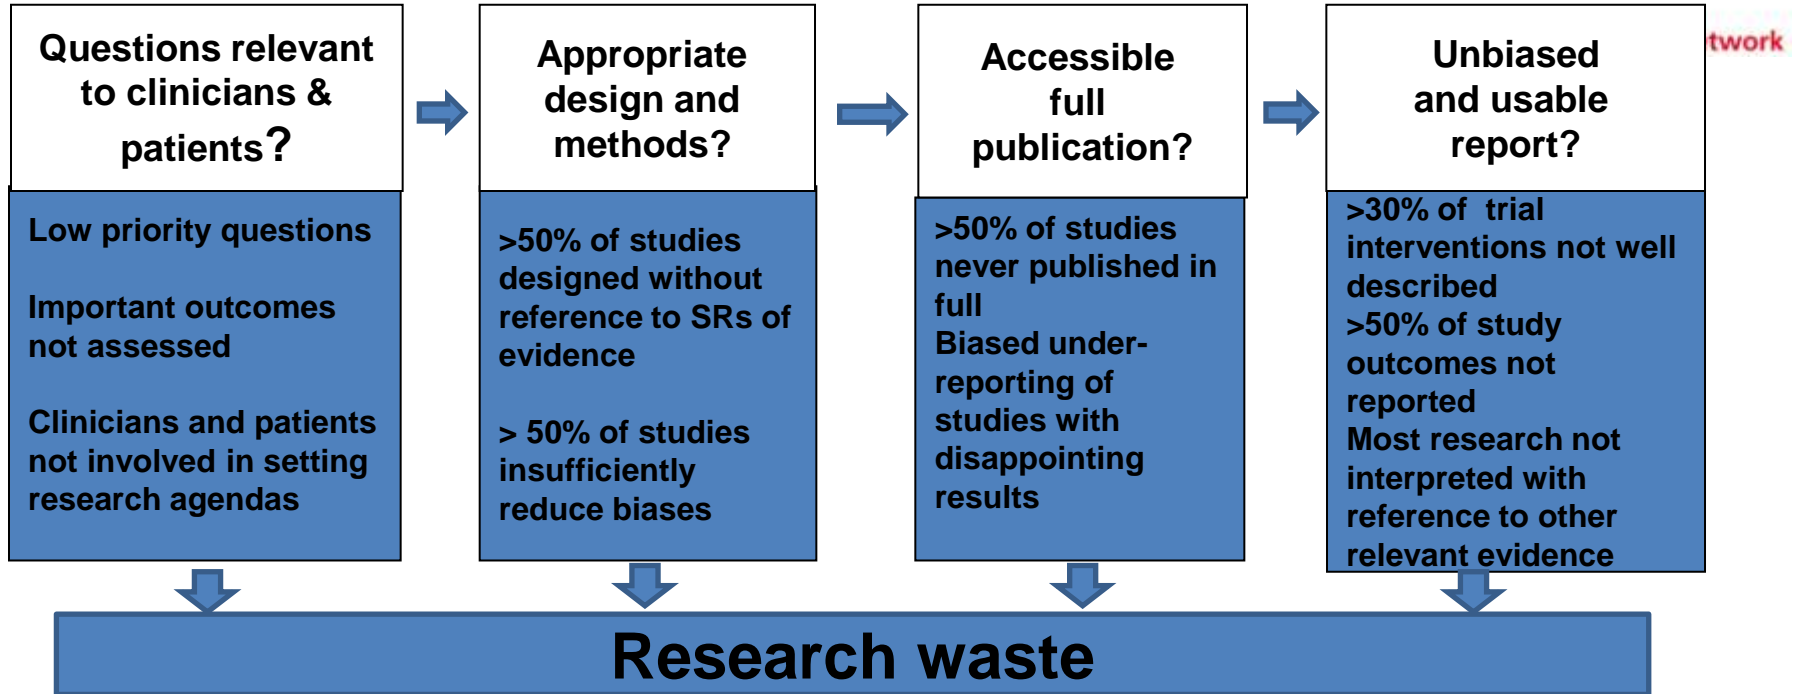 Questions relevant
to clinicians &
patients?
Low priority questions
Important outcomes
not assessed
Clinicians and patients
not involved in setting
research agendas
Appropriate
design and
methods?
>50% of studies
designed without
reference to SRs of
evidence
> 50% of studies
insufficiently
reduce biases
Accessible
full
publication?
>50% of studies
never published in
full
Biased under-
reporting of
studies with
disappointing
results
Unbiased
and usable
report?
>30% of  trial
interventions not well
described
>50% of study
outcomes not
reported
Most research not
interpreted with
reference to other
relevant evidence
twork
Research waste